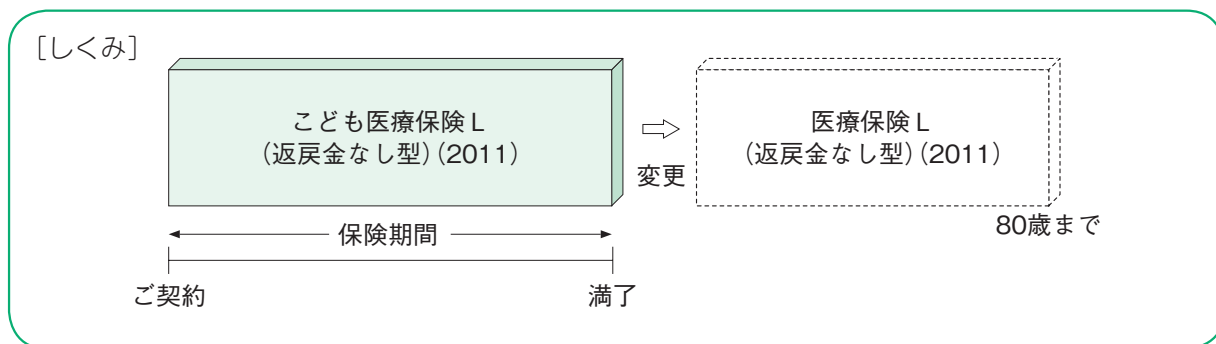 [しくみ]
こども医療保険L
(返戻金なし型)(2011)
変更
医療保険L
(返戻金なし型)(2011)
80歳まで
保険期間
ご契約
満了